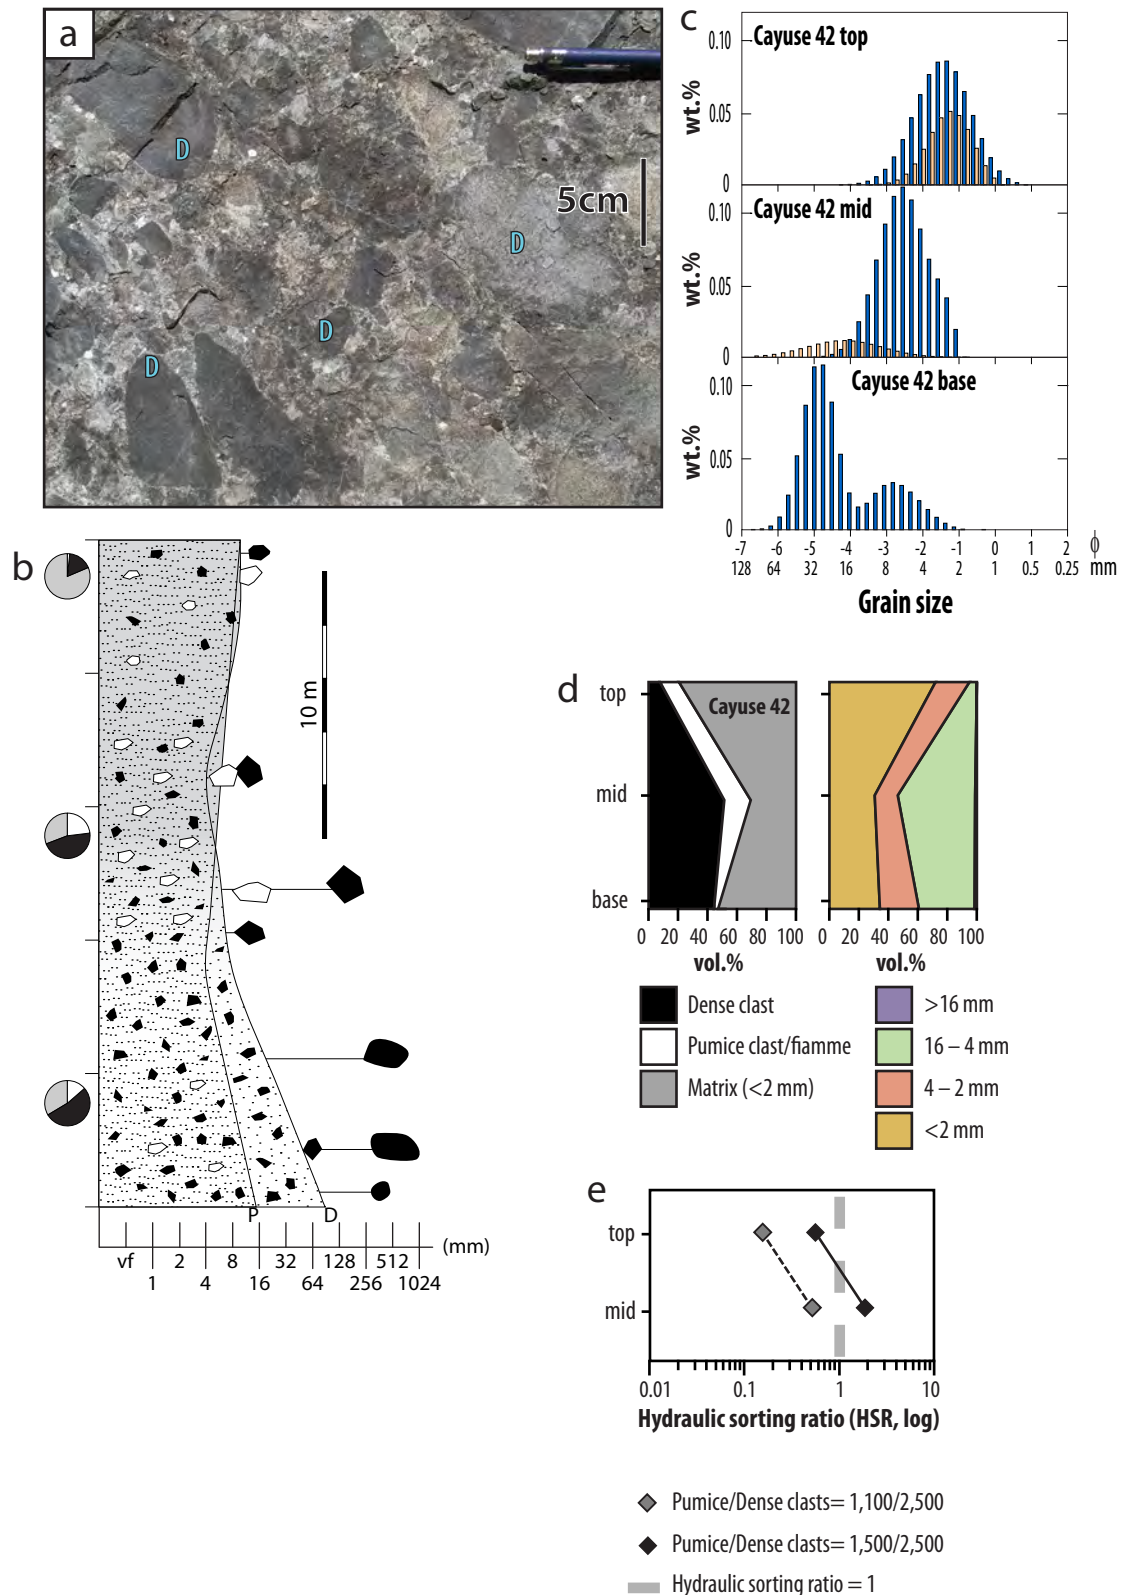 a
D
D
D
D
5cm
c
Cayuse 42 top
0.10
0.05
0
wt.%
Cayuse 42 mid
0.10
0.05
0
wt.%
Cayuse 42 base
0.10
0.05
0
wt.%
-7 -6 -5 -4 -3 -2 -1 0 1 2 ϕ
128 64 32 16 8 4 2 1 0.5 0.25 mm
Grain size
b
10 m
P D
(mm)
vf 2 8 32 128 512
1 4 16 64 256 1024
d
top
mid
base
Cayuse 42
0 20 40 60 80 100
vol.%
0 20 40 60 80 100
vol.%
Dense clast
Pumice clast/fiamme
Matrix (<2 mm)
>16 mm
16 – 4 mm
4 – 2 mm
<2 mm
e
top
mid
0.01 0.1 1 10
Hydraulic sorting ratio (HSR, log)
Pumice/Dense clasts= 1,100/2,500
Pumice/Dense clasts= 1,500/2,500
Hydraulic sorting ratio = 1